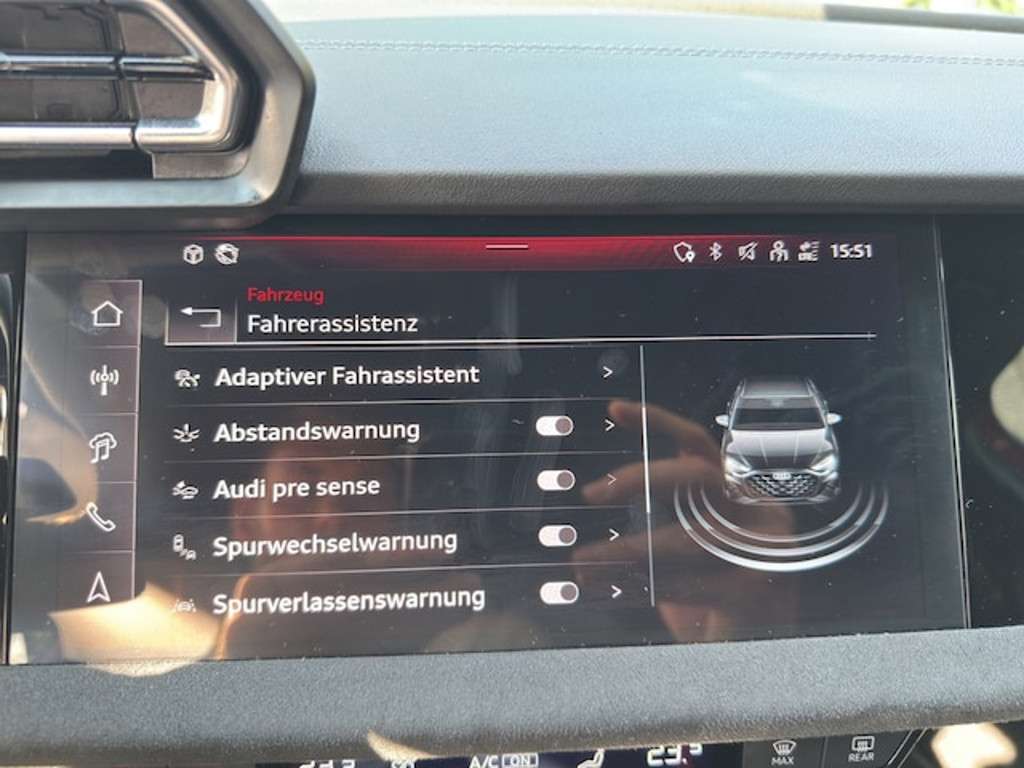 15:51
Fahrzeug
Fahrerassistenz
Adaptiver Fahrassistent
Abstandswarnung
Audi pre sense
Spurwechselwarnung
Spurverlassenswarnung
A/C ON
MAX
REAR